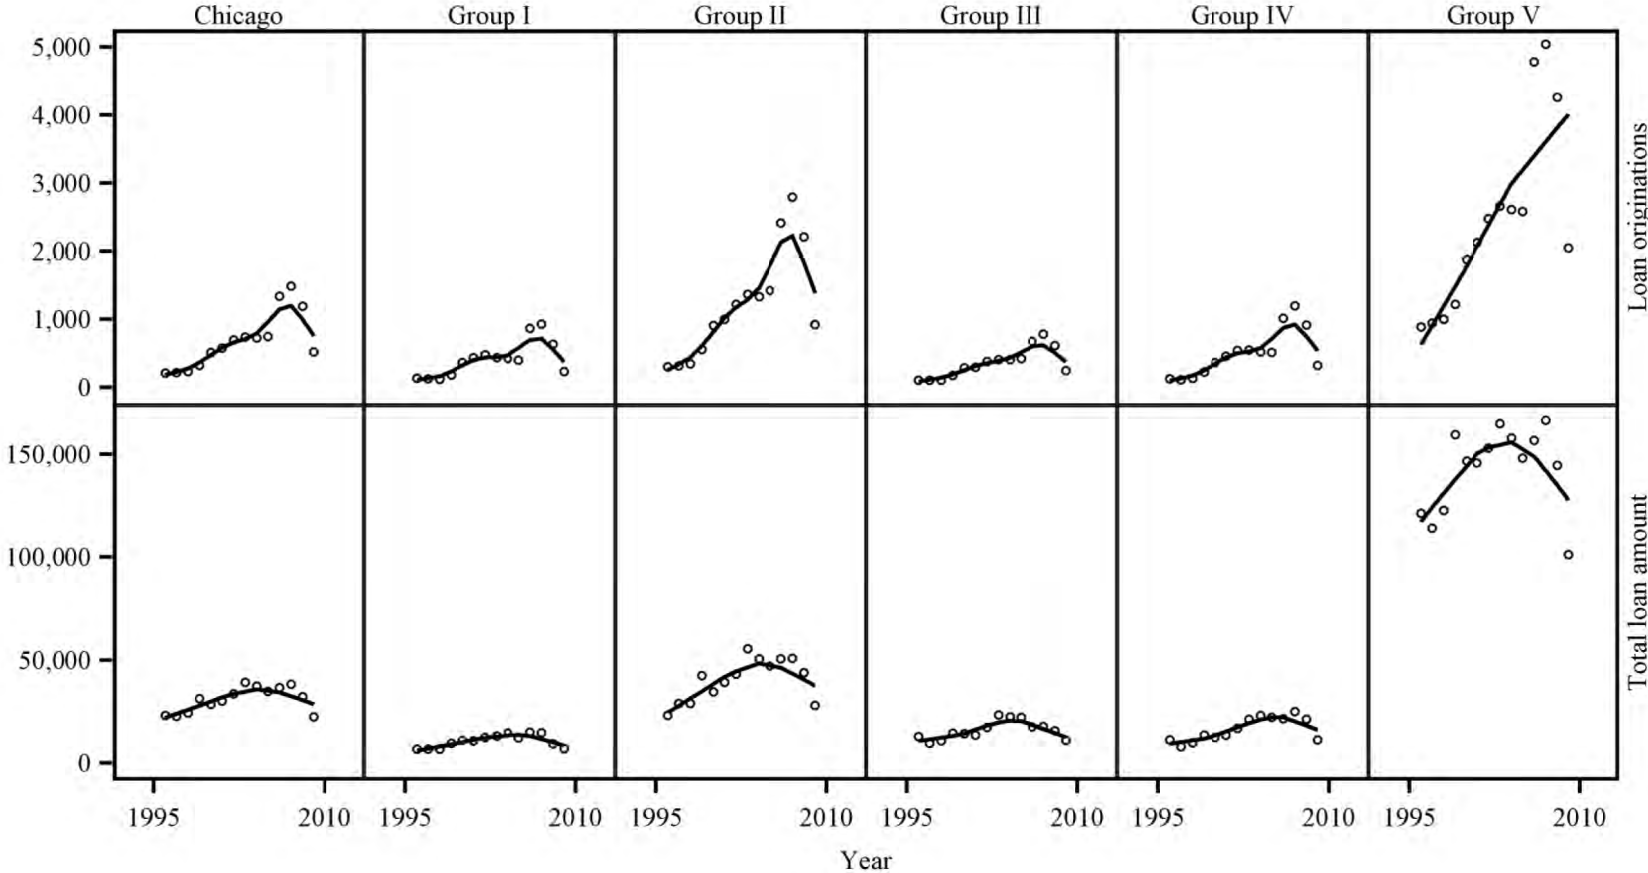 Chicago Group I Group II Group III Group IV Group V
5,000
4,000
3,000
2,000
1,000
0
Loan originations
150,000
100,000
50,000
0
Total loan amount
1995 2010 1995 2010 1995 2010 1995 2010 1995 2010 1995 2010
Year